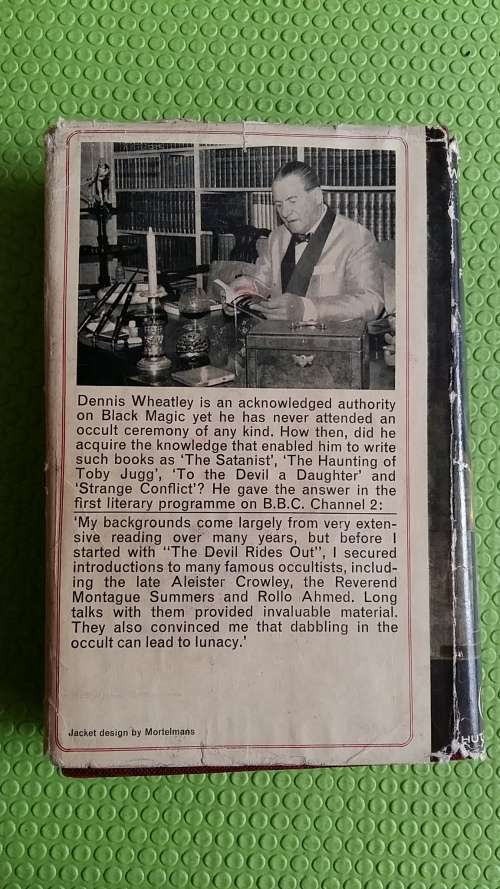 Dennis Wheatley is an acknowledged authority
on Black Magic yet he has never attended an
occult ceremony of any kind. How then, did he
acquire the knowledge that enabled him to write
such books as ‘The Satanist’, ‘The Haunting of
Toby Jugg’, ‘To the Devil a Daughter’ and
‘Strange Conflict’? He gave the answer in the
first literary programme on B.B.C. Channel 2:
‘My backgrounds come largely from very exten-
sive reading over many years, but before I
started with “The Devil Rides Out”, I secured
introductions to many famous occultists, includ-
ing the late Aleister Crowley, the Reverend
Montague Summers and Rollo Ahmed. Long
talks with them provided invaluable material.
They also convinced me that dabbling in the
occult can lead to lunacy.’
Jacket design by Mortelmans
HU